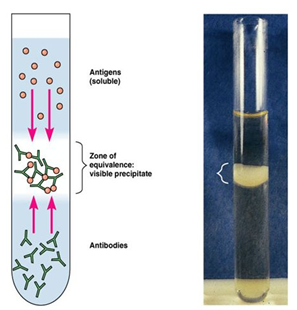 Antigens
(soluble)
Zone of
equivalence:
visible precipitate
Antibodies